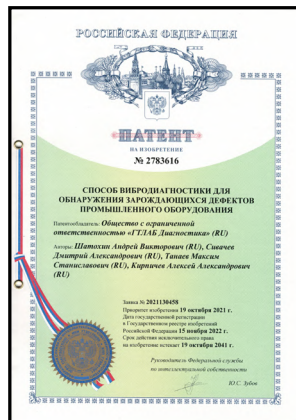 РОССИЙСКАЯ ФЕДЕРАЦИЯ
ПАТЕНТ
НА ИЗОБРЕТЕНИЕ
№ 2783616
СПОСОБ ВИБРОДИАГНОСТИКИ ДЛЯ
ОБНАРУЖЕНИЯ ЗАРОЖДАЮЩИХСЯ ДЕФЕКТОВ
ПРОМЫШЛЕННОГО ОБОРУДОВАНИЯ
Патентообладатель: Общество с ограниченной
ответственностью «ГТЛАБ Диагностика» (RU)
Авторы: Шатохин Андрей Викторович (RU), Сивачев
Дмитрий Александрович (RU), Танаев Максим
Станиславович (RU), Кирпичев Алексей Александрович
(RU)
Заявка № 2021130458
Приоритет изобретения 19 октября 2021 г.
Дата государственной регистрации
в Государственном реестре изобретений
Российской Федерации 15 ноября 2022 г.
Срок действия исключительного права
на изобретение истекает 19 октября 2041 г.
Руководитель Федеральной службы
по интеллектуальной собственности
Ю.С. Зубов